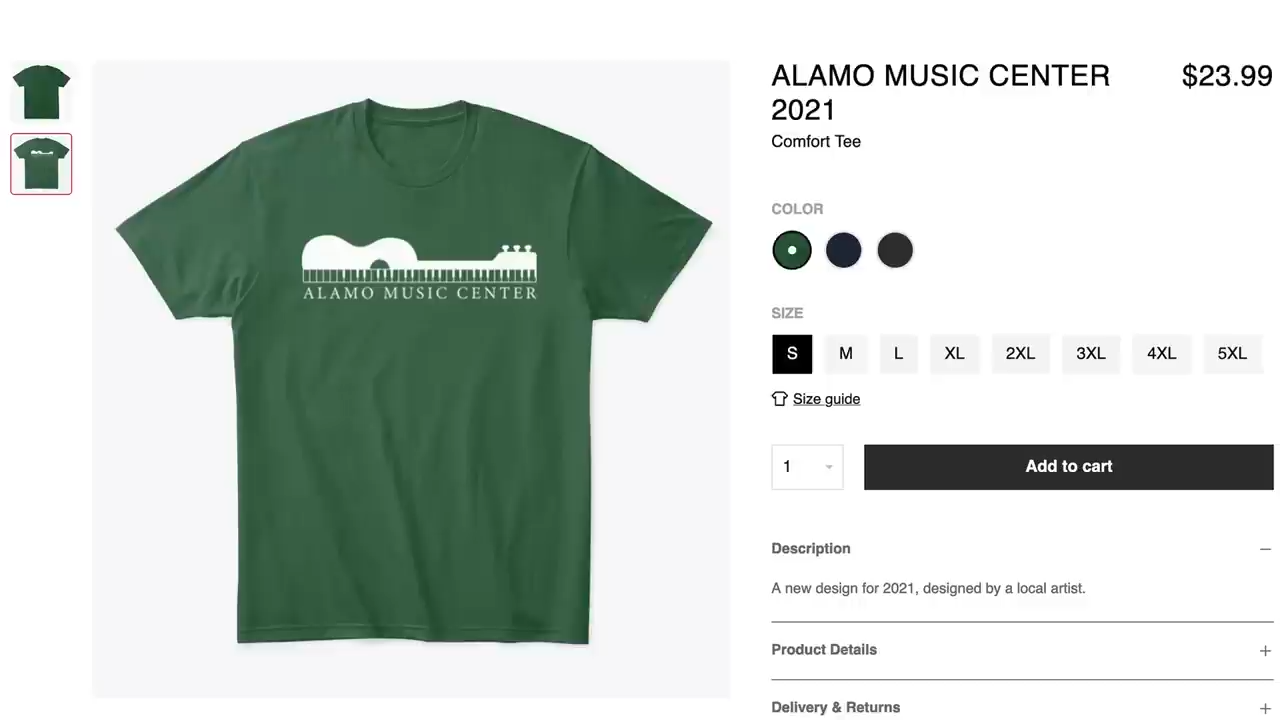 ALAMO MUSIC CENTER
ALAMO MUSIC CENTER
2021
$23.99
Comfort Tee
COLOR
SIZE
S M L XL 2XL 3XL 4XL 5XL
Size guide
1
Add to cart
Description
A new design for 2021, designed by a local artist.
Product Details
Delivery & Returns